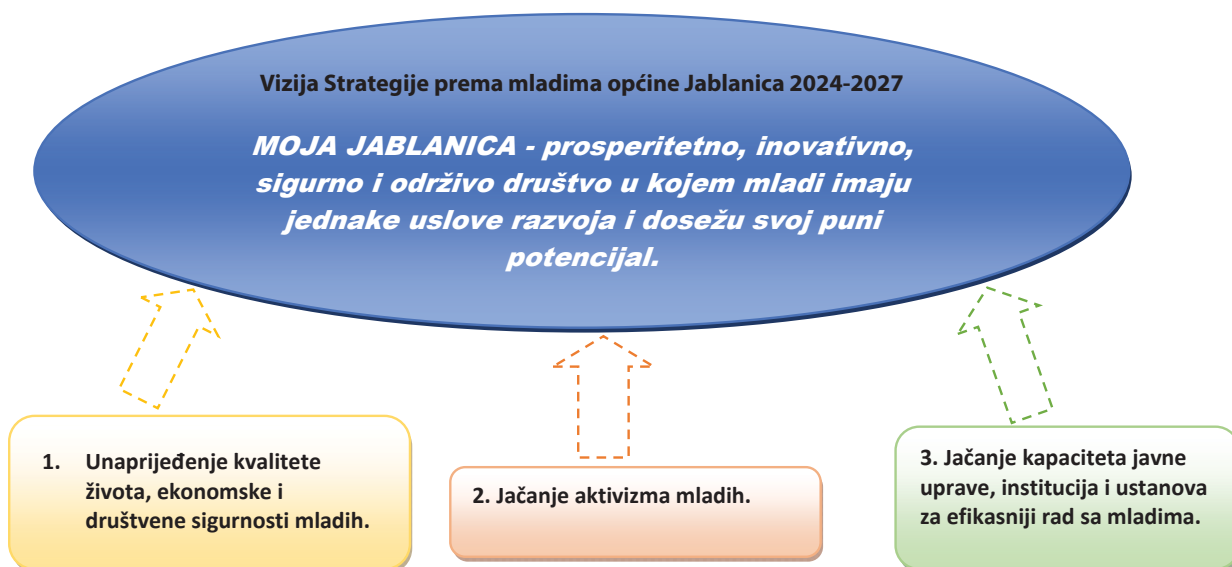 Vizija Strategije prema mladima općine Jablanica 2024-2027
MOJA JABLANICA - prosperitetno, inovativno,
sigurno i održivo društvo u kojem mladi imaju
jednake uslove razvoja i dosežu svoj puni
potencijal.
1. Unaprijeđenje kvalitete
života, ekonomske i
društvene sigurnosti mladih.
2. Jačanje aktivizma mladih.
3. Jačanje kapaciteta javne
uprave, institucija i ustanova
za efikasniji rad sa mladima.